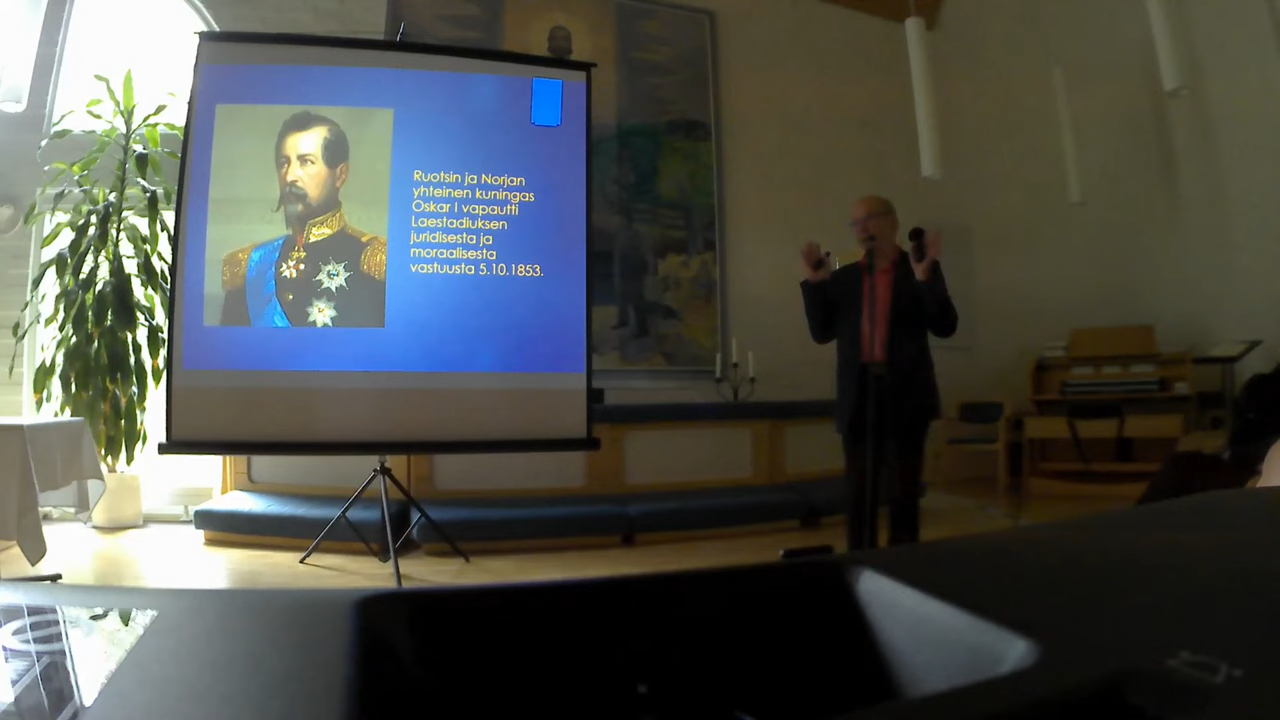 Ruotsin ja Norjan
yhteinen kuningas
Oskar I vapautti
Laestadiuksen
juridisesta ja
moraalisesta
vastuusta 5.10.1853.